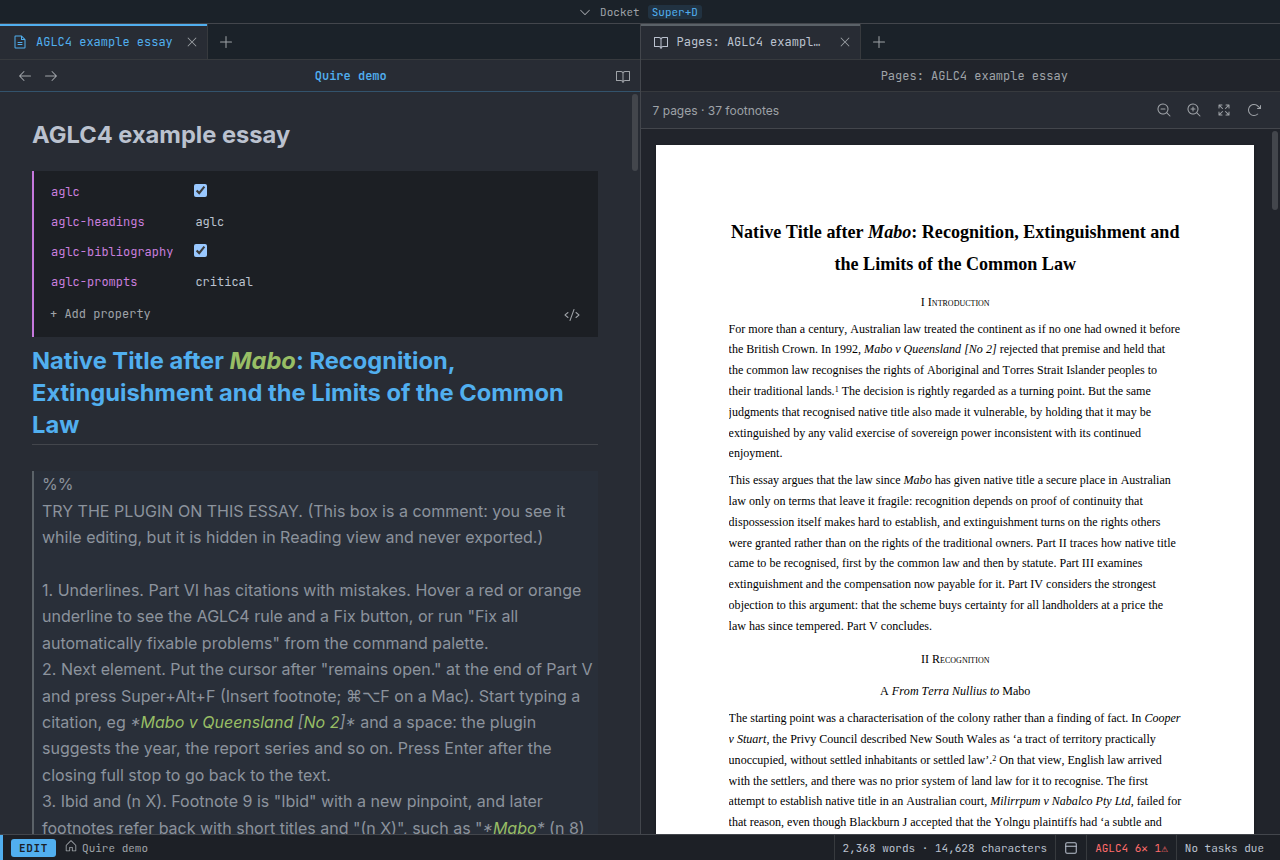 Docket Super+D
AGLC4 example essay
Pages: AGLC4 exampl…
Quire demo
Pages: AGLC4 example essay
7 pages · 37 footnotes
AGLC4 example essay
aglc
aglc-headings aglc
aglc-bibliography
aglc-prompts critical
+ Add property
</>
Native Title after Mabo: Recognition,
Extinguishment and the Limits of the Common
Law
%%
TRY THE PLUGIN ON THIS ESSAY. (This box is a comment: you see it
while editing, but it is hidden in Reading view and never exported.)
1. Underlines. Part VI has citations with mistakes. Hover a red or orange
underline to see the AGLC4 rule and a Fix button, or run "Fix all
automatically fixable problems" from the command palette.
2. Next element. Put the cursor after "remains open." at the end of Part V
and press Super+Alt+F (Insert footnote; ⌘⌥F on a Mac). Start typing a
citation, eg *Mabo v Queensland [No 2]* and a space: the plugin
suggests the year, the report series and so on. Press Enter after the
closing full stop to go back to the text.
3. Ibid and (n X). Footnote 9 is "Ibid" with a new pinpoint, and later
footnotes refer back with short titles and "(n X)", such as "*Mabo* (n 8)
Native Title after Mabo: Recognition, Extinguishment and
the Limits of the Common Law
I Introduction
For more than a century, Australian law treated the continent as if no one had owned it before
the British Crown. In 1992, Mabo v Queensland [No 2] rejected that premise and held that
the common law recognises the rights of Aboriginal and Torres Strait Islander peoples to
their traditional lands.¹ The decision is rightly regarded as a turning point. But the same
judgments that recognised native title also made it vulnerable, by holding that it may be
extinguished by any valid exercise of sovereign power inconsistent with its continued
enjoyment.
This essay argues that the law since Mabo has given native title a secure place in Australian
law only on terms that leave it fragile: recognition depends on proof of continuity that
dispossession itself makes hard to establish, and extinguishment turns on the rights others
were granted rather than on the rights of the traditional owners. Part II traces how native title
came to be recognised, first by the common law and then by statute. Part III examines
extinguishment and the compensation now payable for it. Part IV considers the strongest
objection to this argument: that the scheme buys certainty for all landholders at a price the
law has since tempered. Part V concludes.
II Recognition
A From Terra Nullius to Mabo
The starting point was a characterisation of the colony rather than a finding of fact. In Cooper
v Stuart, the Privy Council described New South Wales as ‘a tract of territory practically
unoccupied, without settled inhabitants or settled law’.² On that view, English law arrived
with the settlers, and there was no prior system of land law for it to recognise. The first
attempt to establish native title in an Australian court, Milirrpum v Nabalco Pty Ltd, failed for
that reason, even though Blackburn J accepted that the Yolngu plaintiffs had ‘a subtle and
EDIT Quire demo
2,368 words · 14,628 characters
AGLC4 6× 1⚠
No tasks due